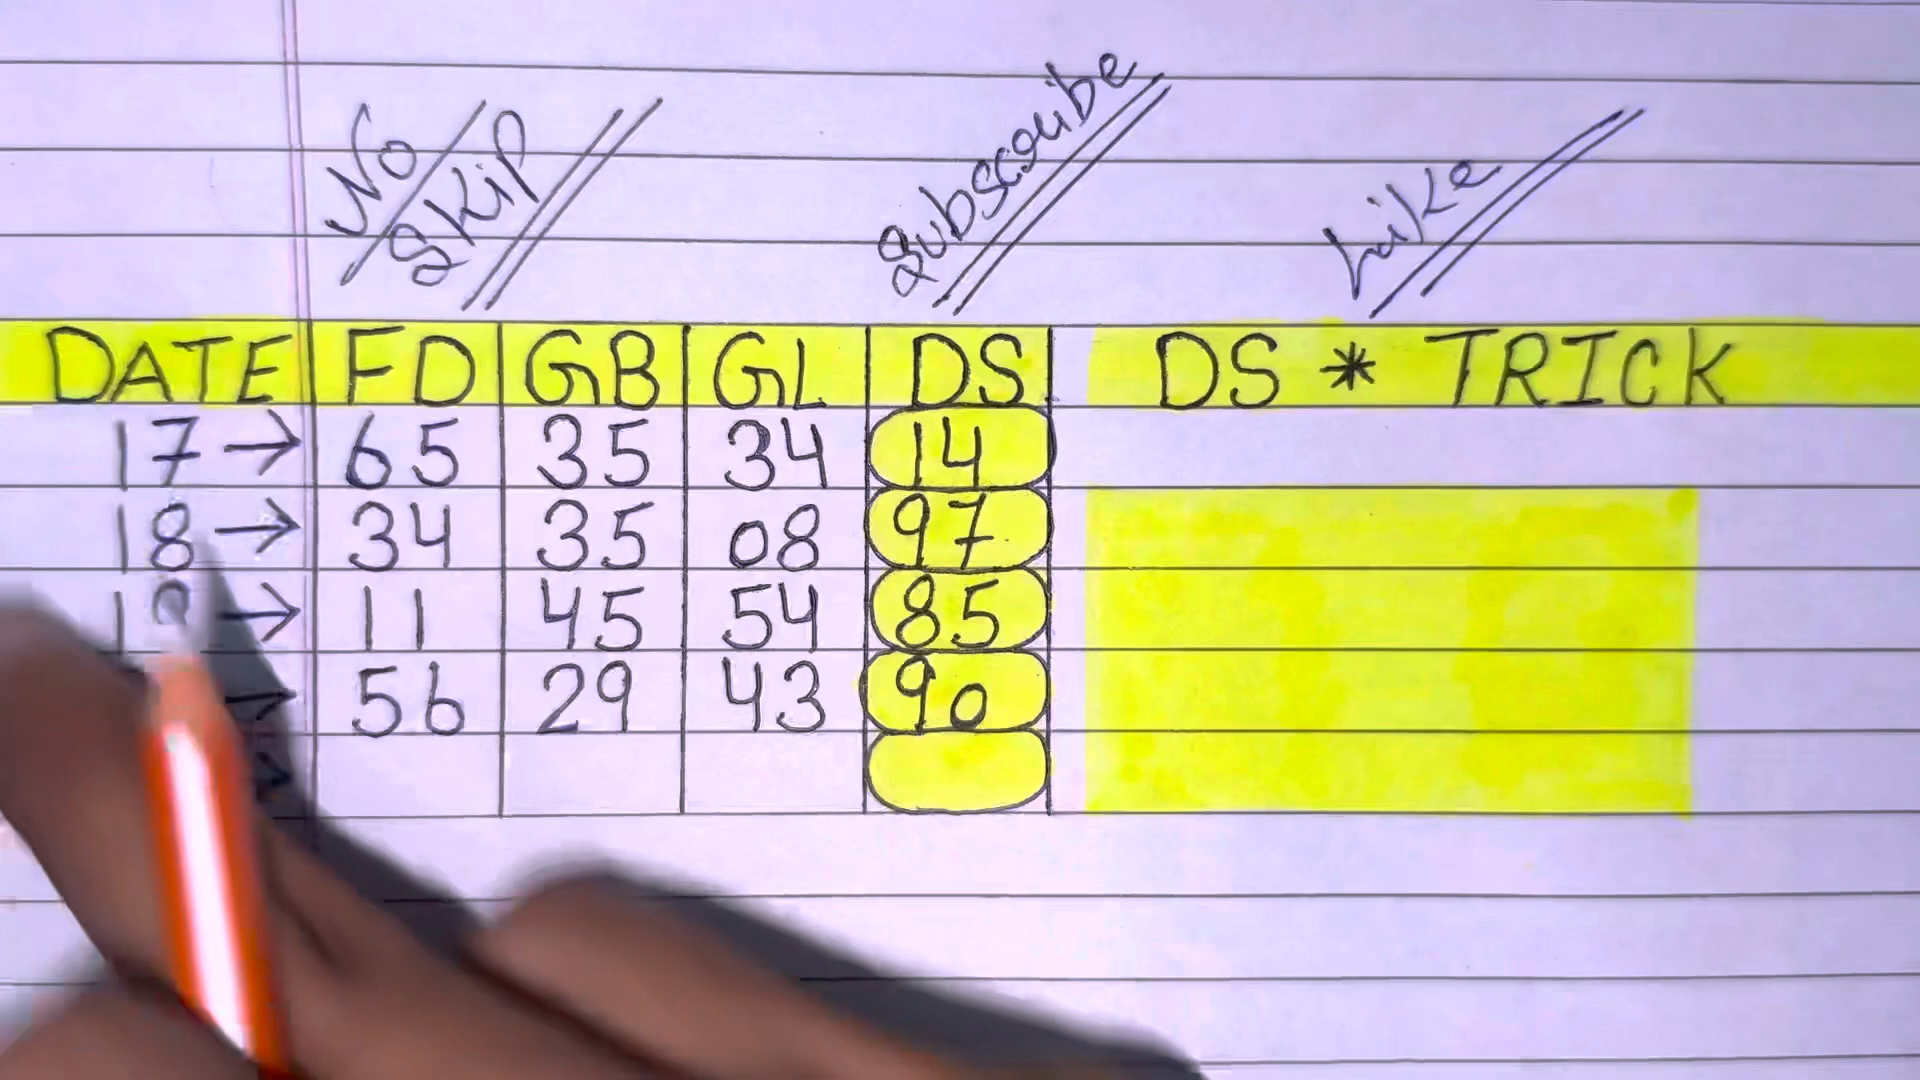 No
Skip
Subscribe
Like
DATE FD GB GL DS DS * TRICK
17 → 65 35 34 14
18 → 34 35 08 97
→ 11 45 54 85
56 29 43 90